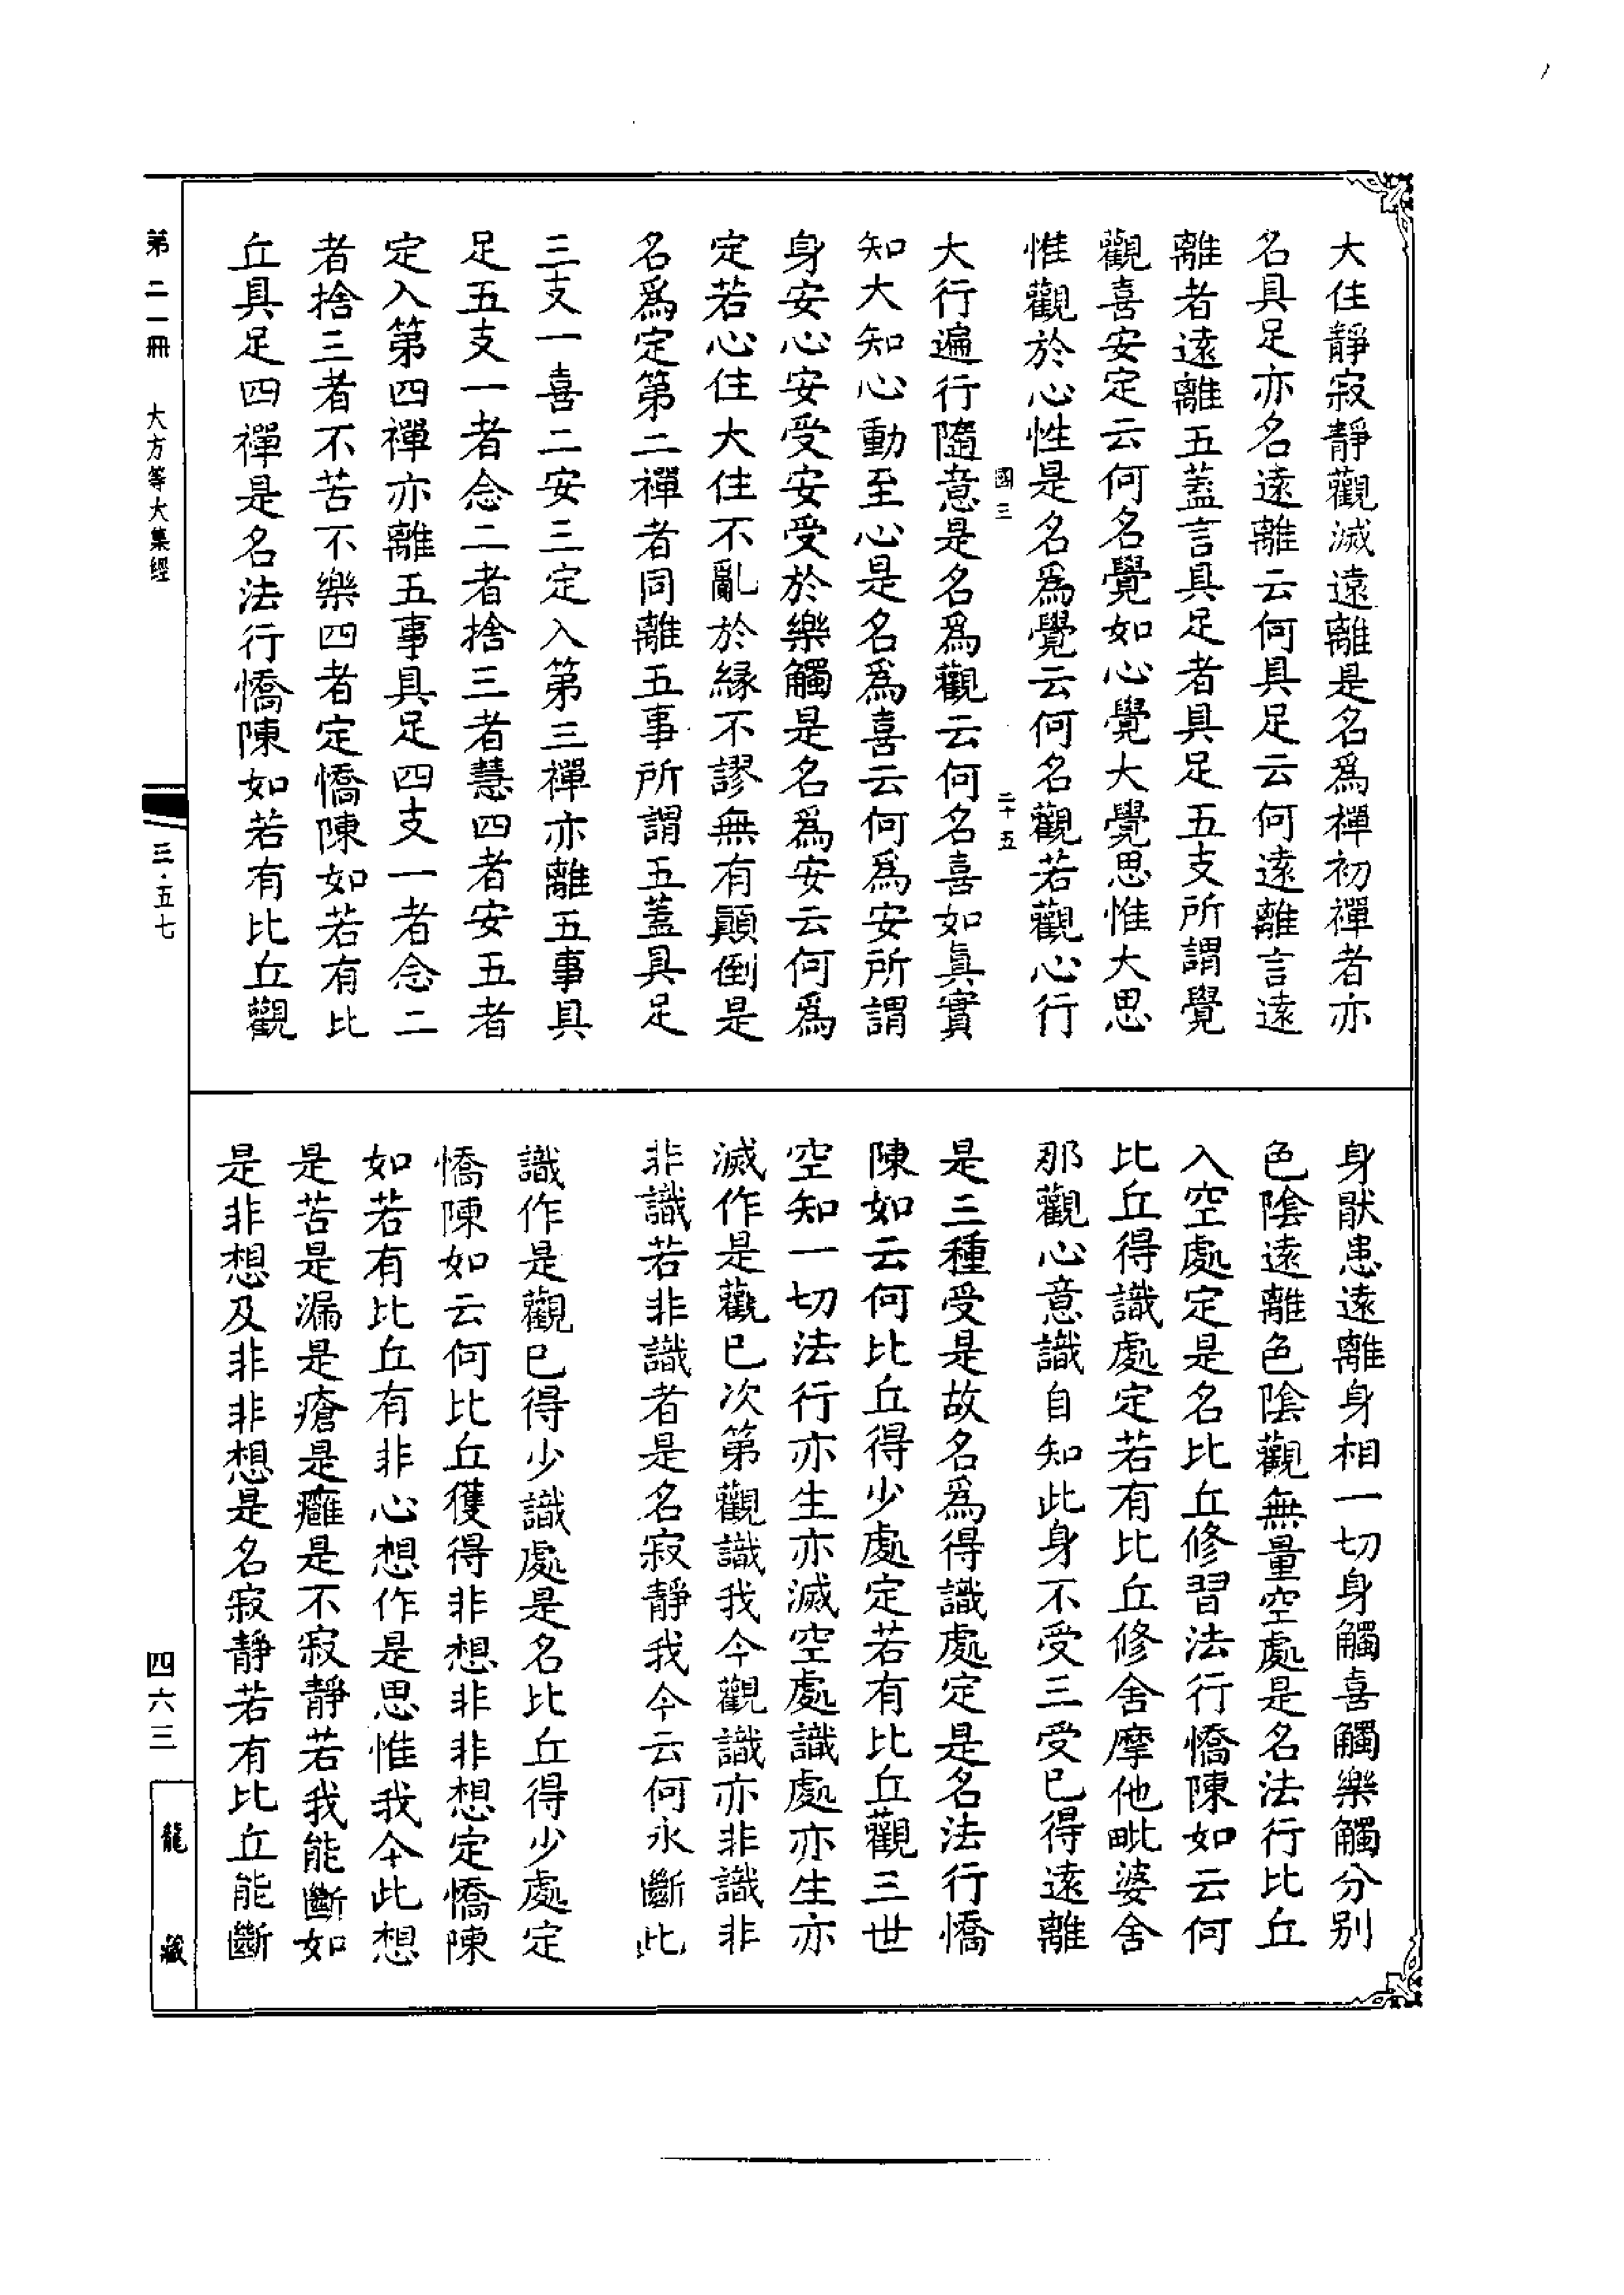 大住靜寂靜觀滅遠離是名爲禪初禪者亦
名具足亦名遠離云何具足云何遠離言遠
離者遠離五蓋言具足者具足五支所謂覺
觀喜安定云何名覺如心覺大覺思惟大思
惟觀於心性是名爲覺云何名觀若觀心行
國三 二十五
大行遍行隨意是名爲觀云何名喜如真實
知大知心動至心是名爲喜云何爲安所謂
身安心安受安受於樂觸是名爲安云何爲
定若心住大住不亂於緣不謬無有顛倒是
名爲定第二禪者同離五事所謂五蓋具足
三支一喜二安三定入第三禪亦離五事具
足五支一者念二者捨三者慧四者安五者
定入第四禪亦離五事具足四支一者念二
者捨三者不苦不樂四者定憍陳如若有比
丘具足四禪是名法行憍陳如若有比丘觀
身猒患遠離身相一切身觸喜觸樂觸分别
色陰遠離色陰觀無量空處是名法行比丘
入空處定是名比丘修習法行憍陳如云何
比丘得識處定若有比丘修舍摩他毗婆舍
那觀心意識自知此身不受三受已得遠離
是三種受是故名爲得識處定是名法行憍
陳如云何比丘得少處定若有比丘觀三世
空知一切法行亦生亦滅空處識處亦生亦
滅作是觀已次第觀識我今觀識亦非識非
非識若非識者是名寂靜我今云何永斷此
識作是觀已得少識處是名比丘得少處定
憍陳如云何比丘獲得非想非非想定憍陳
如若有比丘有非心想作是思惟我今此想
是苦是漏是瘡是癰是不寂靜若我能斷如
是非想及非非想是名寂靜若有比丘能斷
第二一冊 大方等大集經
三·五七
四六三
龍藏